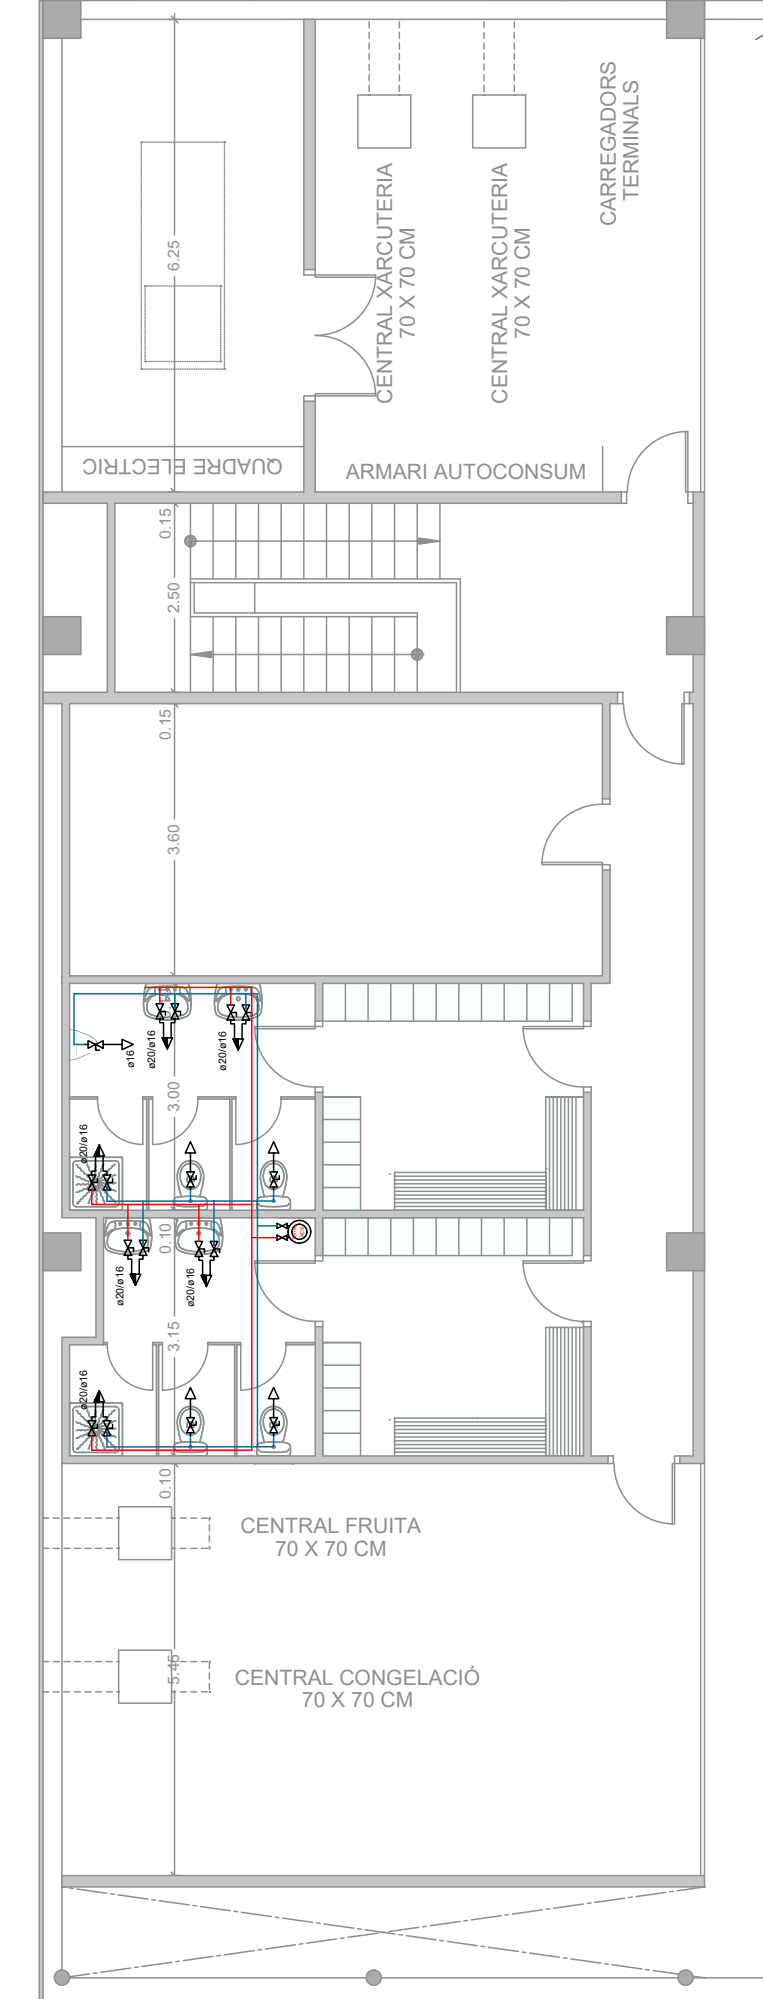 CARREGADORS
TERMINALS
CENTRAL XARCUTERIA
70 X 70 CM
CENTRAL XARCUTERIA
70 X 70 CM
6.25
QUADRE ELECTRIC
ARMARI AUTOCONSUM
0.15
2.50
0.15
3.60
ø16
ø20/ø16
ø20/ø16
3.00
ø20/ø16
0.10
ø20/ø16
ø20/ø16
3.15
ø20/ø16
0.10
CENTRAL FRUITA
70 X 70 CM
5.45
CENTRAL CONGELACIÓ
70 X 70 CM